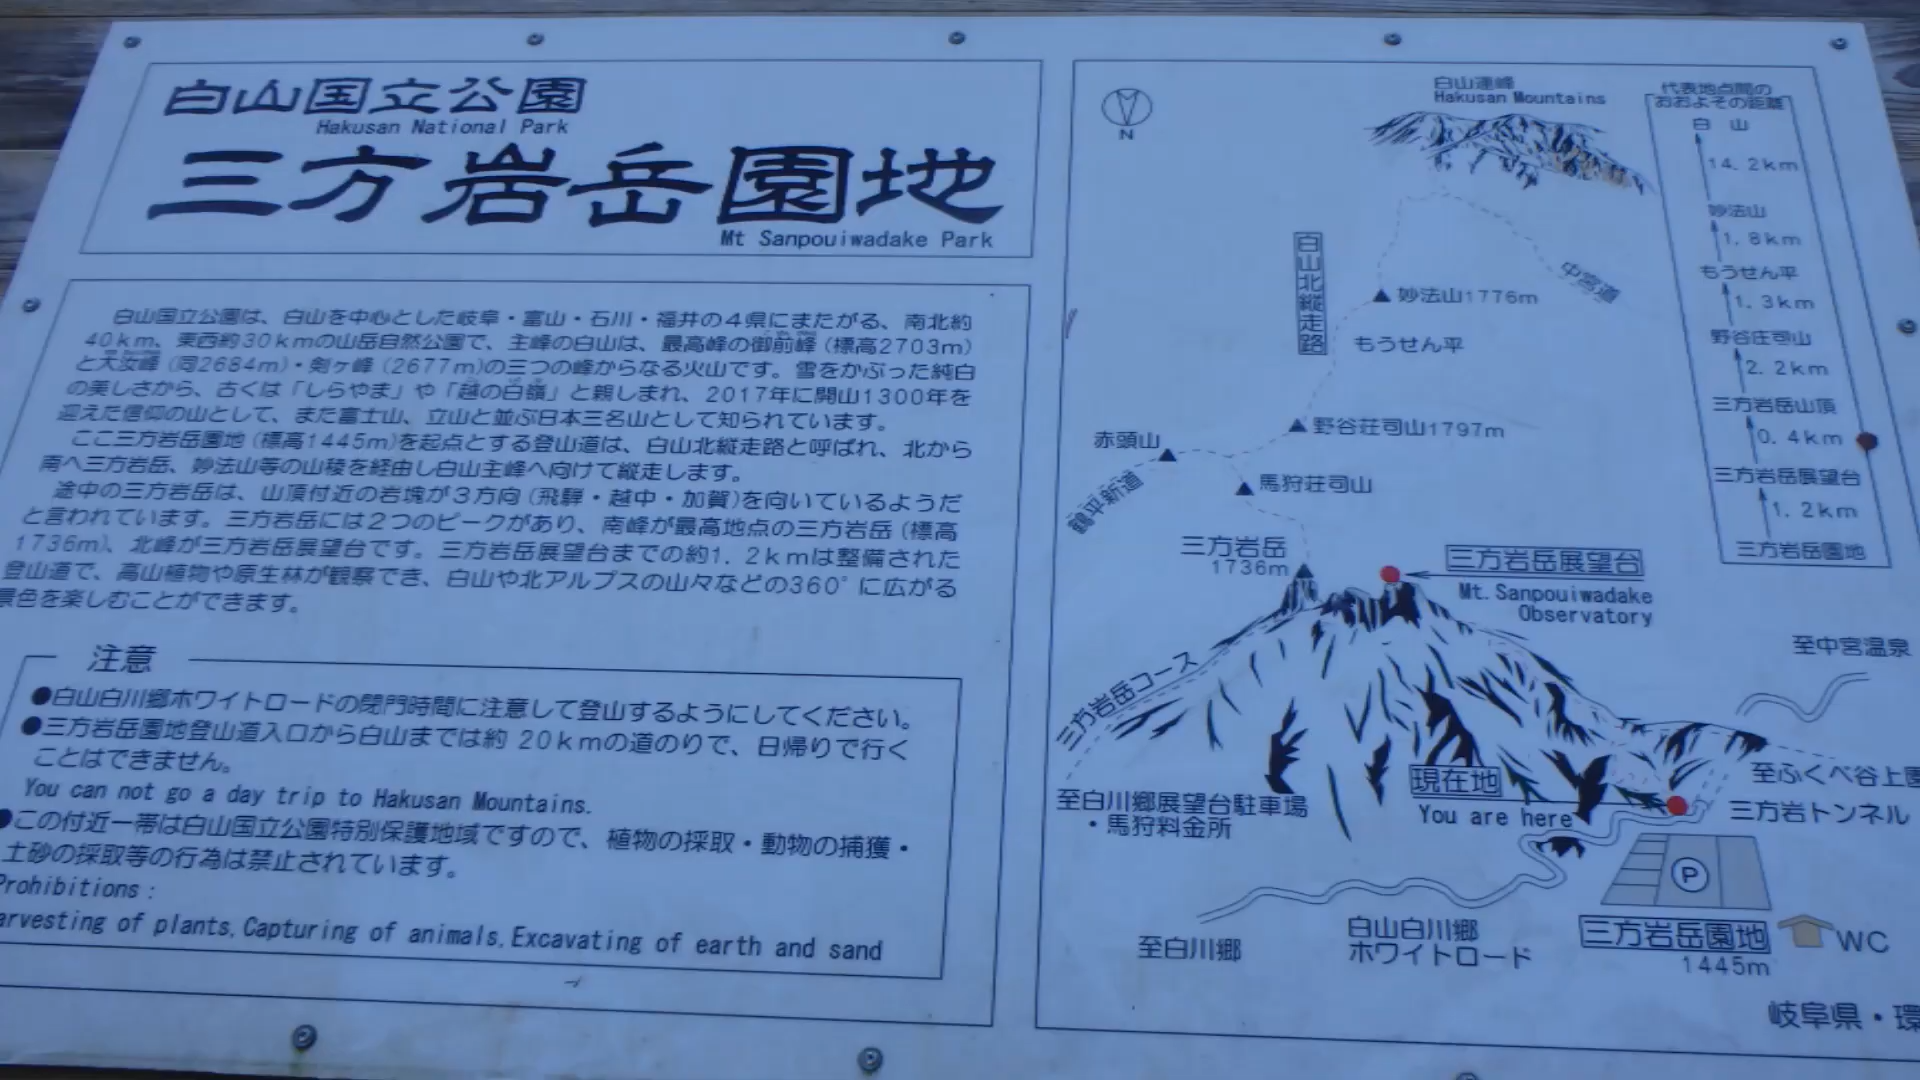 白山国立公園
Hakusan National Park
三方岩岳園地
Mt Sanpouiwadake Park
白山国立公園は、白山を中心とした岐阜・富山・石川・福井の4県にまたがる、南北約
40km、東西約30kmの山岳自然公園で、主峰の白山は、最高峰の御前峰(標高2703m)
と大汝峰(同2684m)・剣ヶ峰(2677m)の三つの峰からなる火山です。雪をかぶった純白
の美しさから、古くは「しらやま」や「越の白嶺」と親しまれ、2017年に開山1300年を
迎えた信仰の山として、また富士山、立山と並ぶ日本三名山として知られています。
ここ三方岩岳園地(標高1445m)を起点とする登山道は、白山北縦走路と呼ばれ、北から
南へ三方岩岳、妙法山等の山稜を経由し白山主峰へ向けて縦走します。
途中の三方岩岳は、山頂付近の岩塊が3方向(飛騨・越中・加賀)を向いているようだ
と言われています。三方岩岳には2つのピークがあり、南峰が最高地点の三方岩岳(標高
1736m)、北峰が三方岩岳展望台です。三方岩岳展望台までの約1.2kmは整備された
登山道で、高山植物や原生林が観察でき、白山や北アルプスの山々などの360°に広がる
景色を楽しむことができます。
注意
●白山白川郷ホワイトロードの閉門時間に注意して登山するようにしてください。
●三方岩岳園地登山道入口から白山までは約20kmの道のりで、日帰りで行く
ことはできません。
You can not go a day trip to Hakusan Mountains.
●この付近一帯は白山国立公園特別保護地域ですので、植物の採取・動物の捕獲・
土砂の採取等の行為は禁止されています。
Prohibitions:
arvesting of plants,Capturing of animals,Excavating of earth and sand
N
白山連峰
Hakusan Mountains
代表地点間の
おおよその距離
白 山
14.2km
妙法山
1.8km
もうせん平
1.3km
野谷庄司山
2.2km
三方岩岳山頂
0.4km
三方岩岳展望台
1.2km
三方岩岳園地
白山北縦走路
中宮道
妙法山1776m
もうせん平
野谷荘司山1797m
赤頭山
鶴平新道
馬狩荘司山
三方岩岳
1736m
三方岩岳展望台
Mt.Sanpouiwadake
Observatory
至中宮温泉
三方岩岳コース
至ふくべ谷上園
現在地
You are here
三方岩トンネル
至白川郷展望台駐車場
・馬狩料金所
P
三方岩岳園地
1445m
WC
白山白川郷
ホワイトロード
至白川郷
岐阜県・環